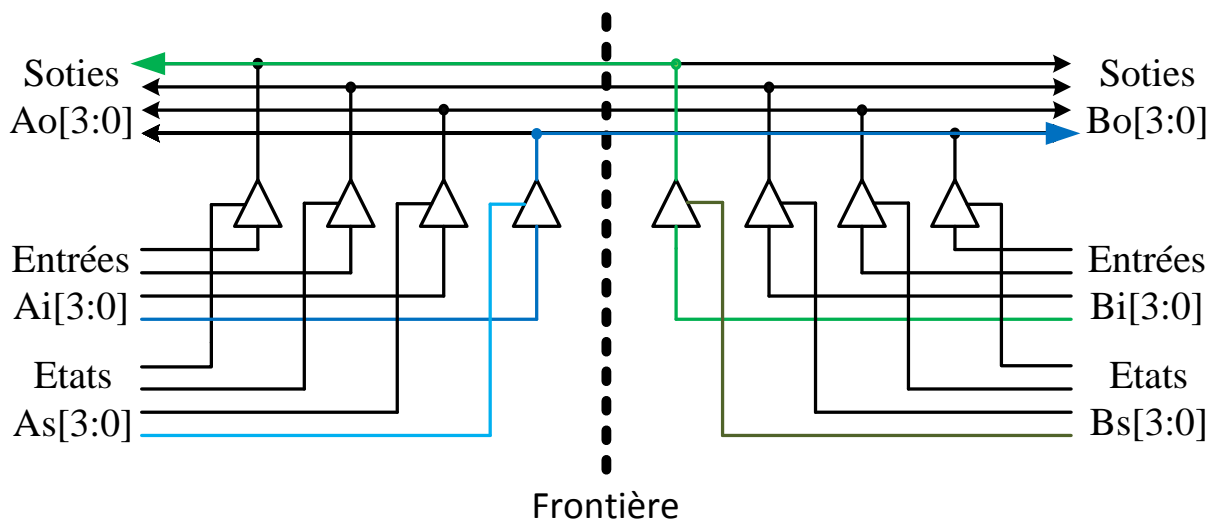 Soties
Ao[3:0]
Soties
Bo[3:0]
Entrées
Ai[3:0]
Entrées
Bi[3:0]
Etats
As[3:0]
Etats
Bs[3:0]
Frontière